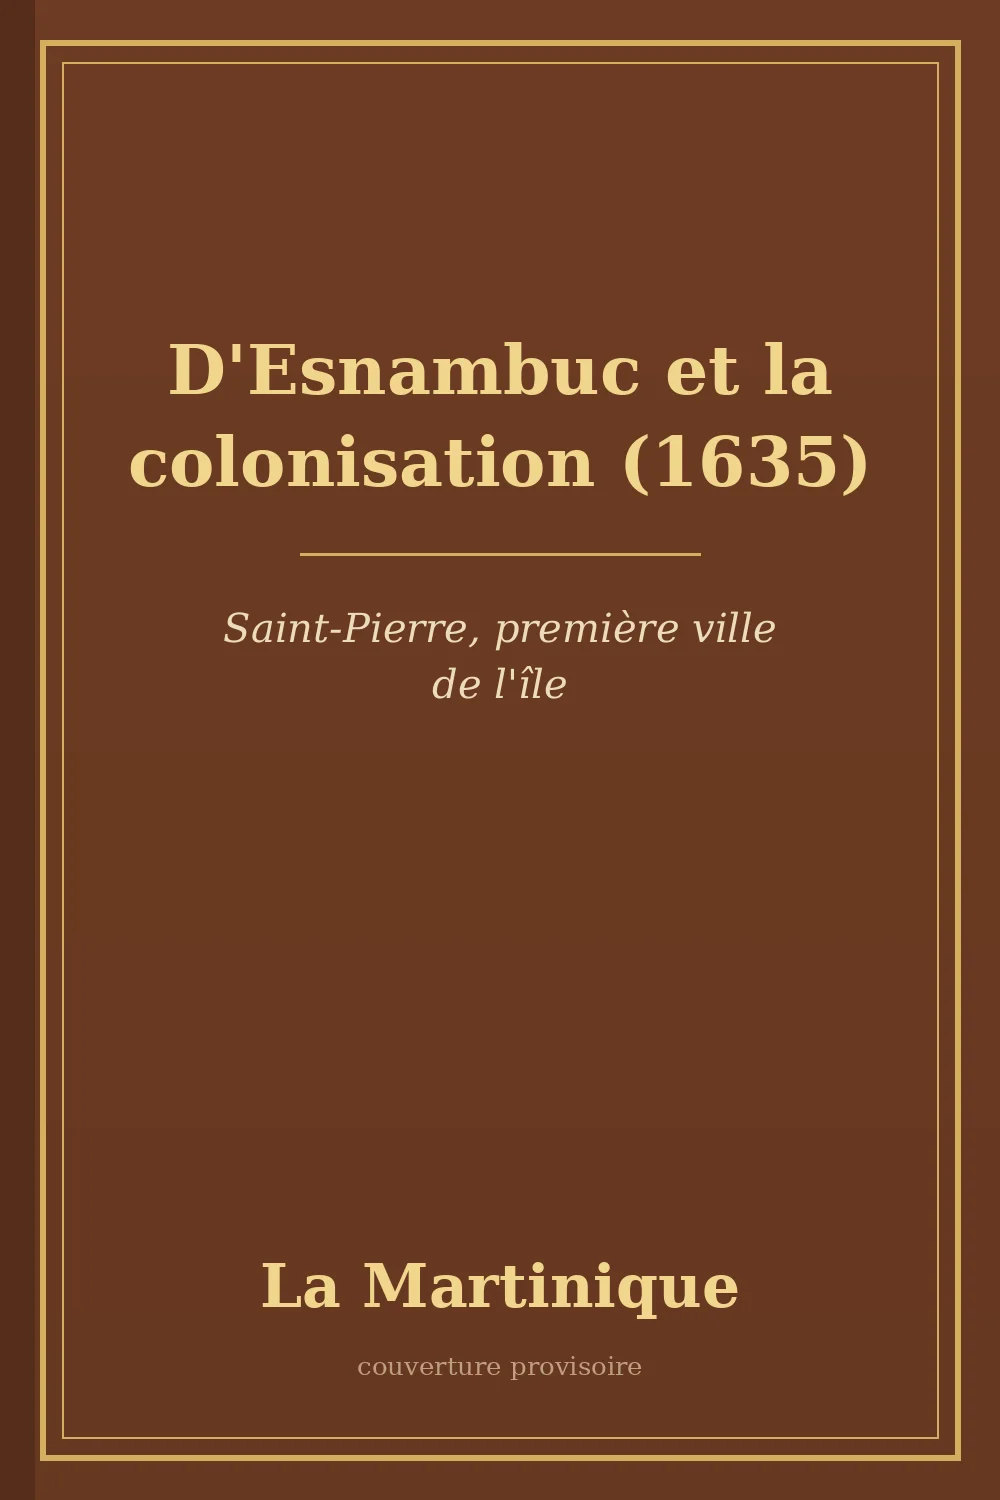 D'Esnambuc et la
colonisation (1635)
Saint-Pierre, première ville
de l'île
La Martinique
couverture provisoire